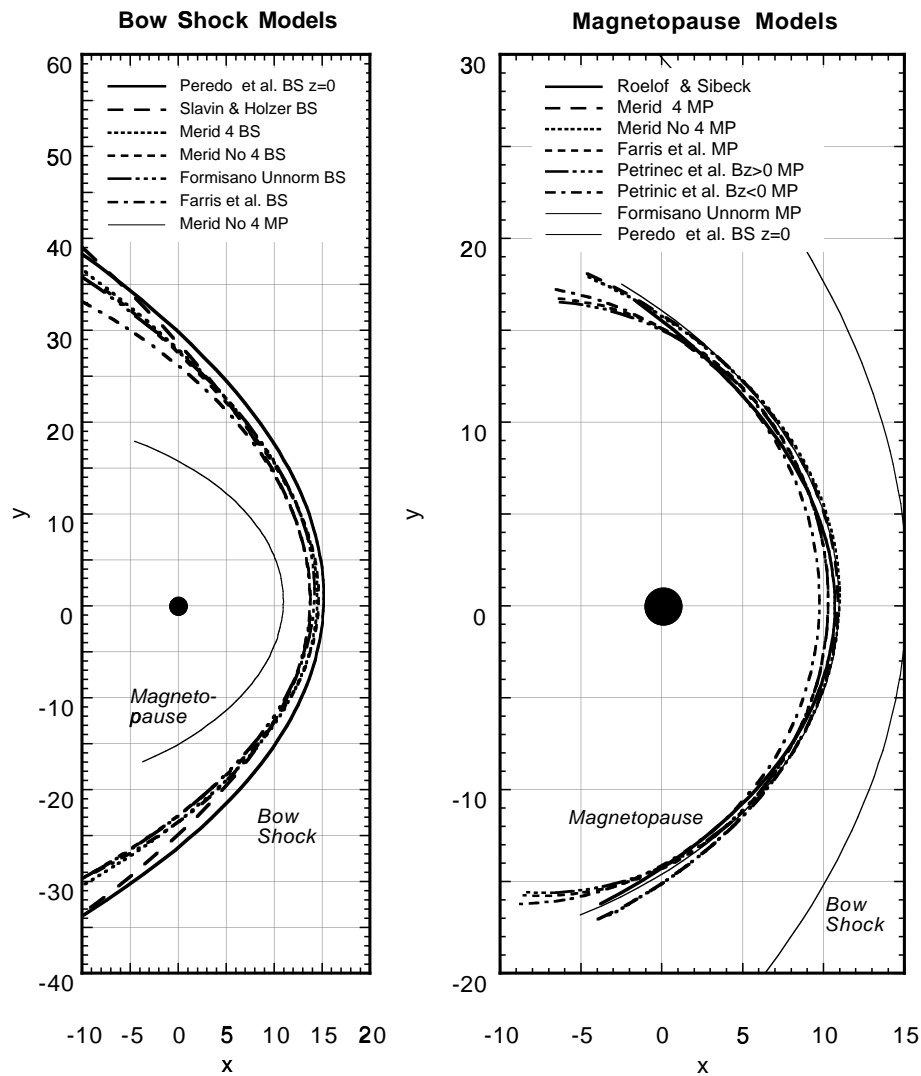 Bow Shock Models
60
50
40
30
20
10
0
-10
-20
-30
-40
y
Peredo et al. BS z=0
Slavin & Holzer BS
Merid 4 BS
Merid No 4 BS
Formisano Unnorm BS
Farris et al. BS
Merid No 4 MP
Magneto-
pause
Bow
Shock
-10 -5 0 5 10 15 20
x
Magnetopause Models
30
20
10
0
-10
-20
y
Roelof & Sibeck
Merid 4 MP
Merid No 4 MP
Farris et al. MP
Petrinec et al. Bz>0 MP
Petrinic et al. Bz<0 MP
Formisano Unnorm MP
Peredo et al. BS z=0
Magnetopause
Bow
Shock
-10 -5 0 5 10 15
x